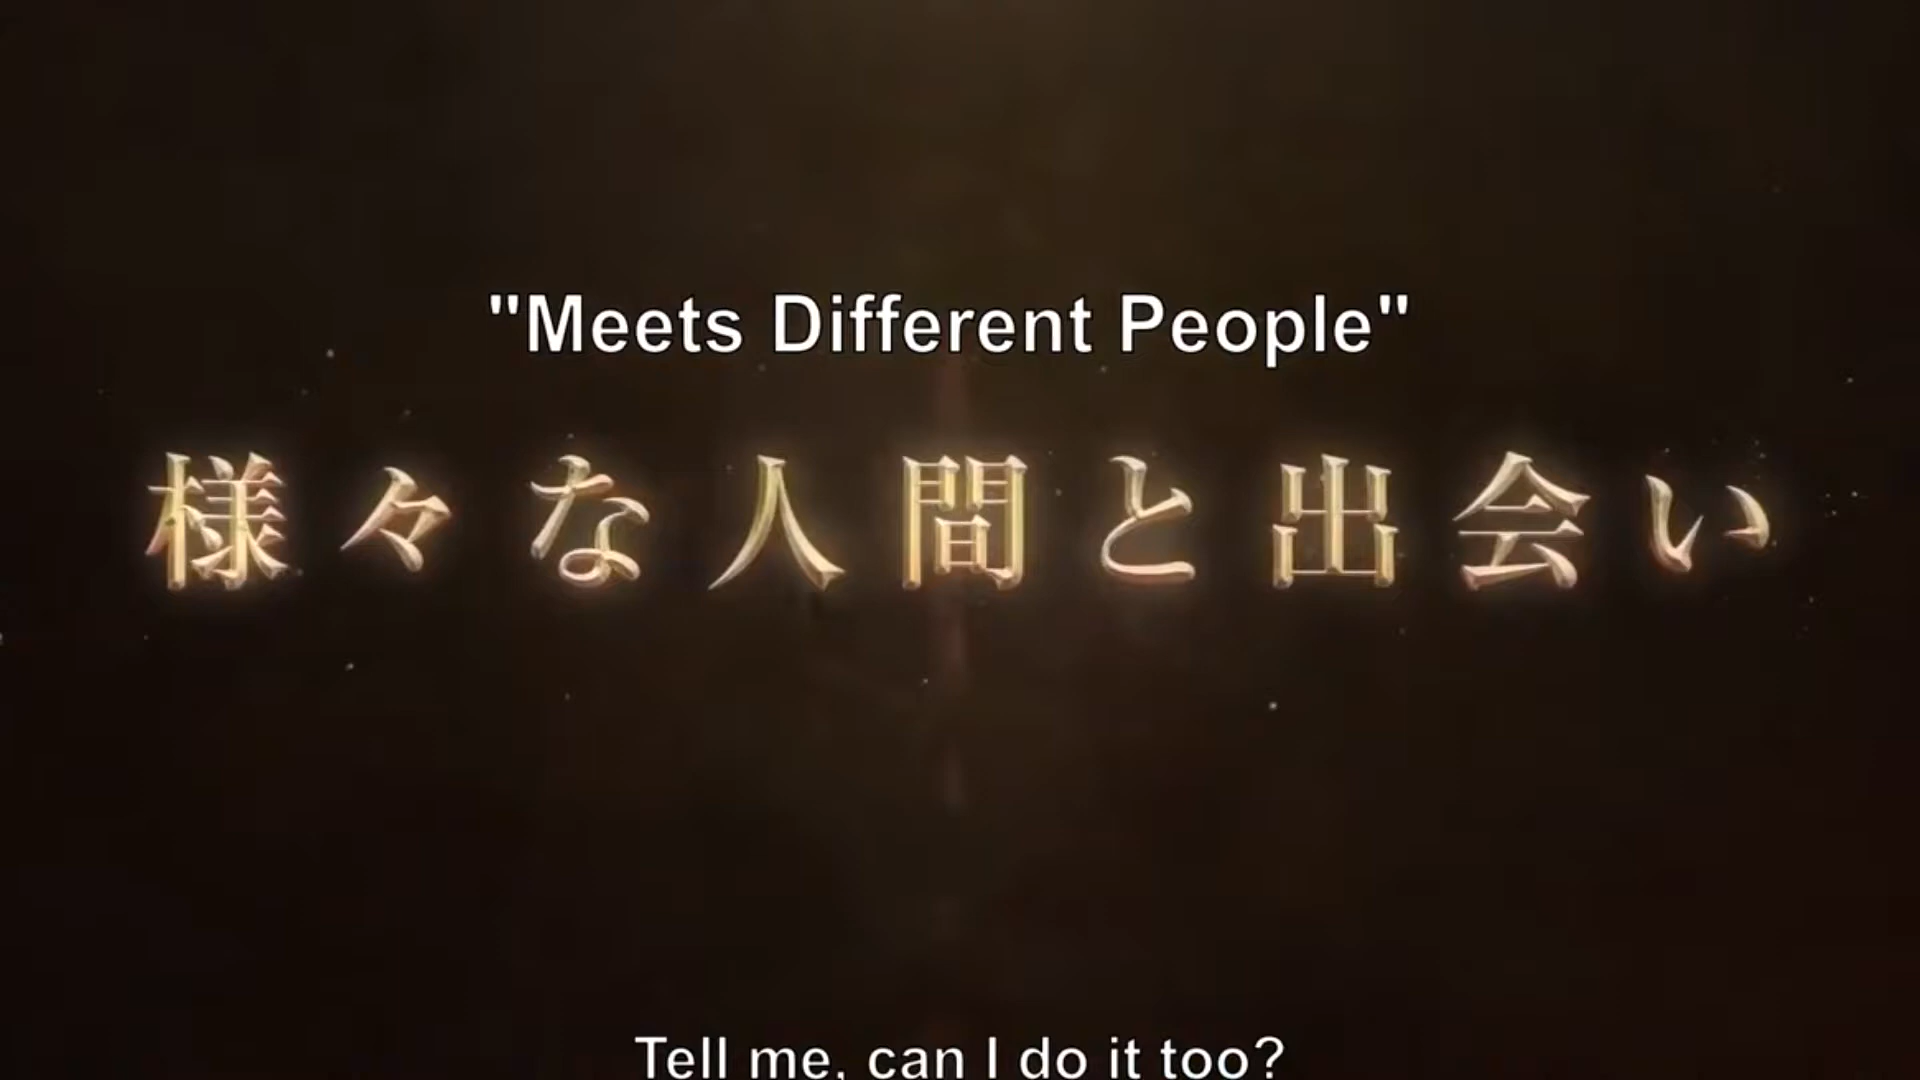 "Meets Different People"
様々な人間と出会い
Tell me, can I do it too?